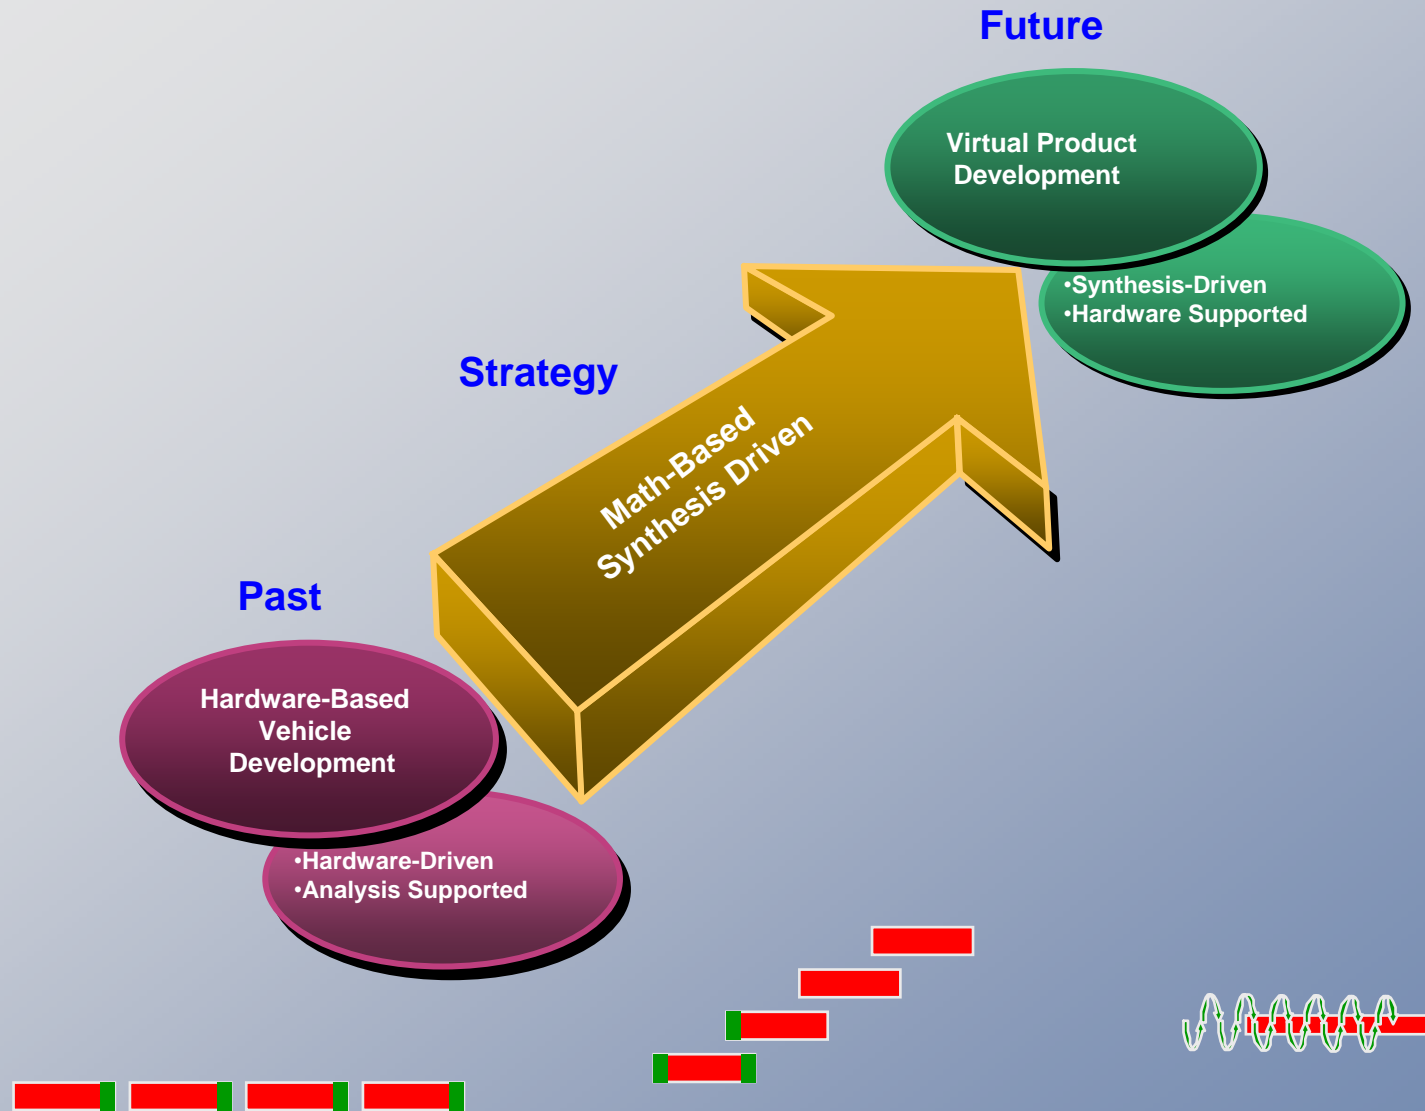 Future
Virtual Product
Development
•Synthesis-Driven
•Hardware Supported
Strategy
Math-Based
Synthesis Driven
Past
Hardware-Based
Vehicle
Development
•Hardware-Driven
•Analysis Supported